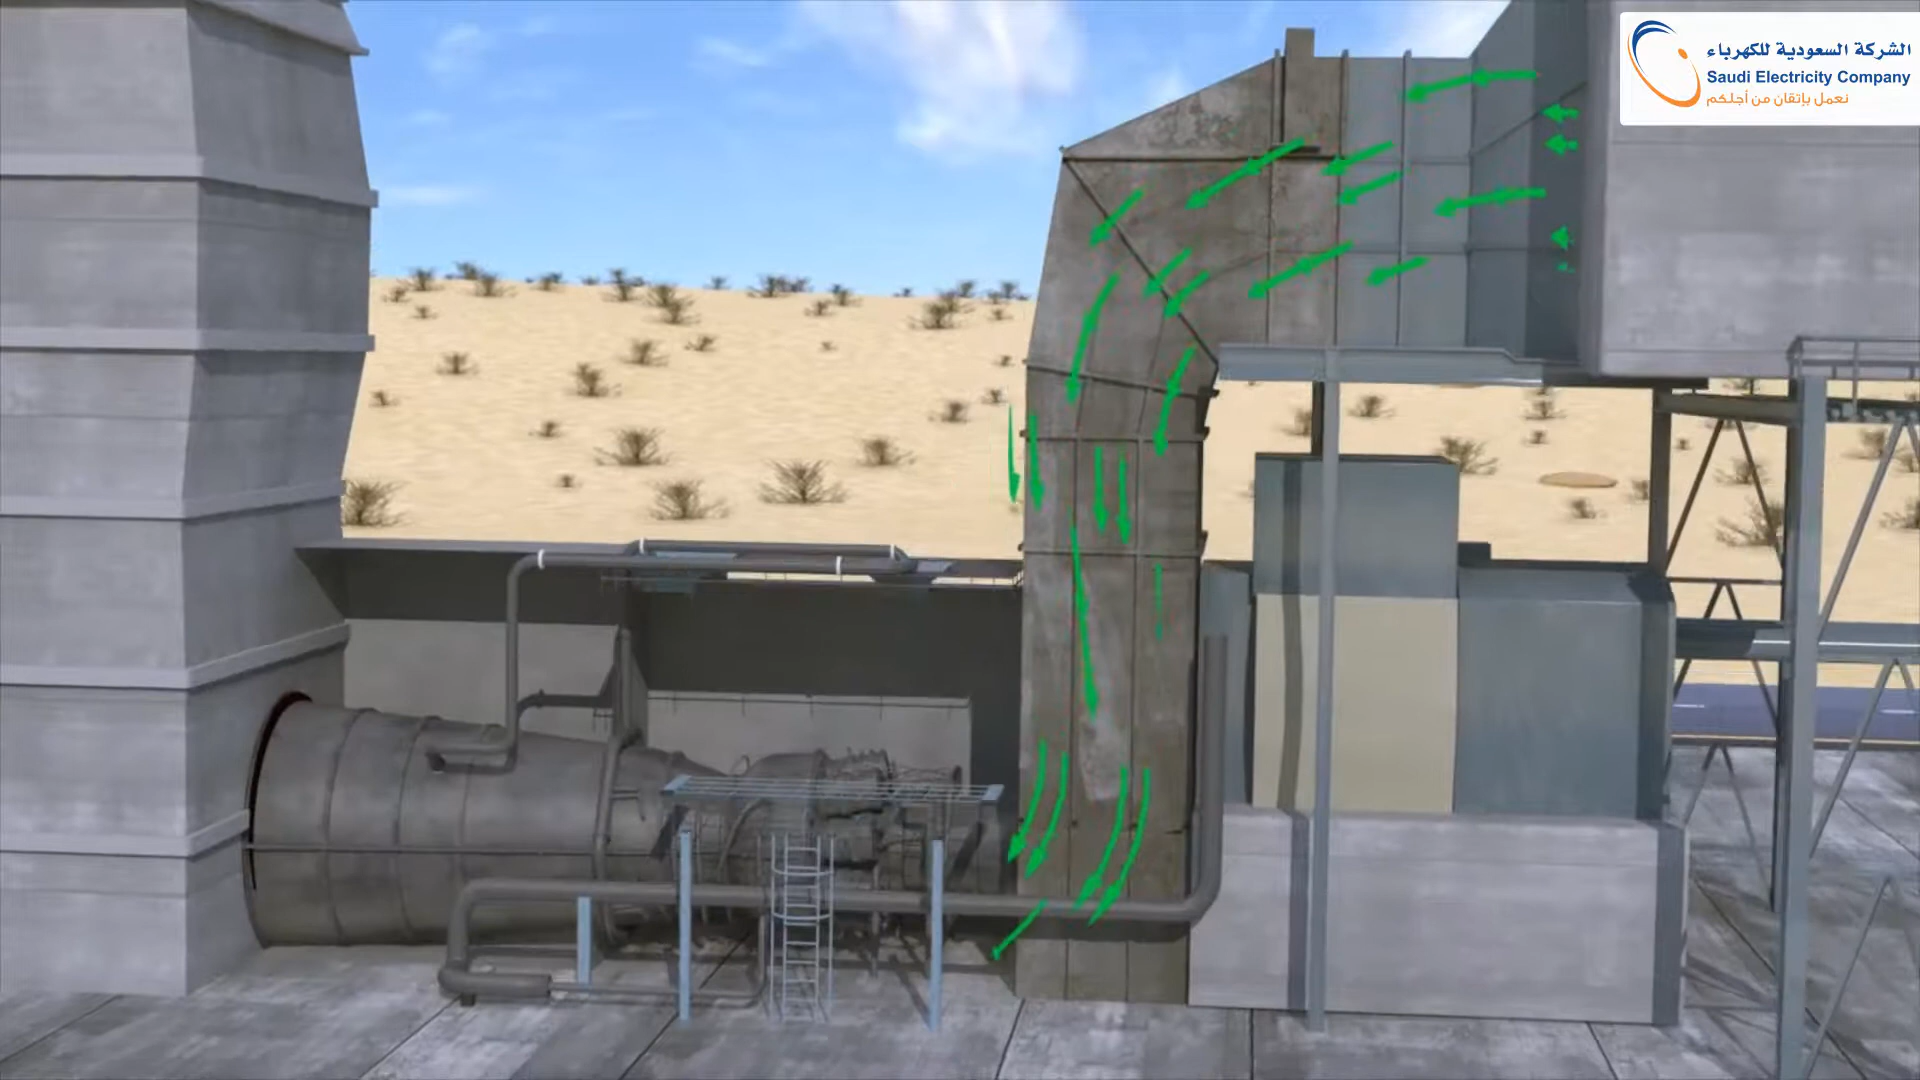 الشركة السعودية للكهرباء
Saudi Electricity Company
نعمل بإتقان من أجلكم